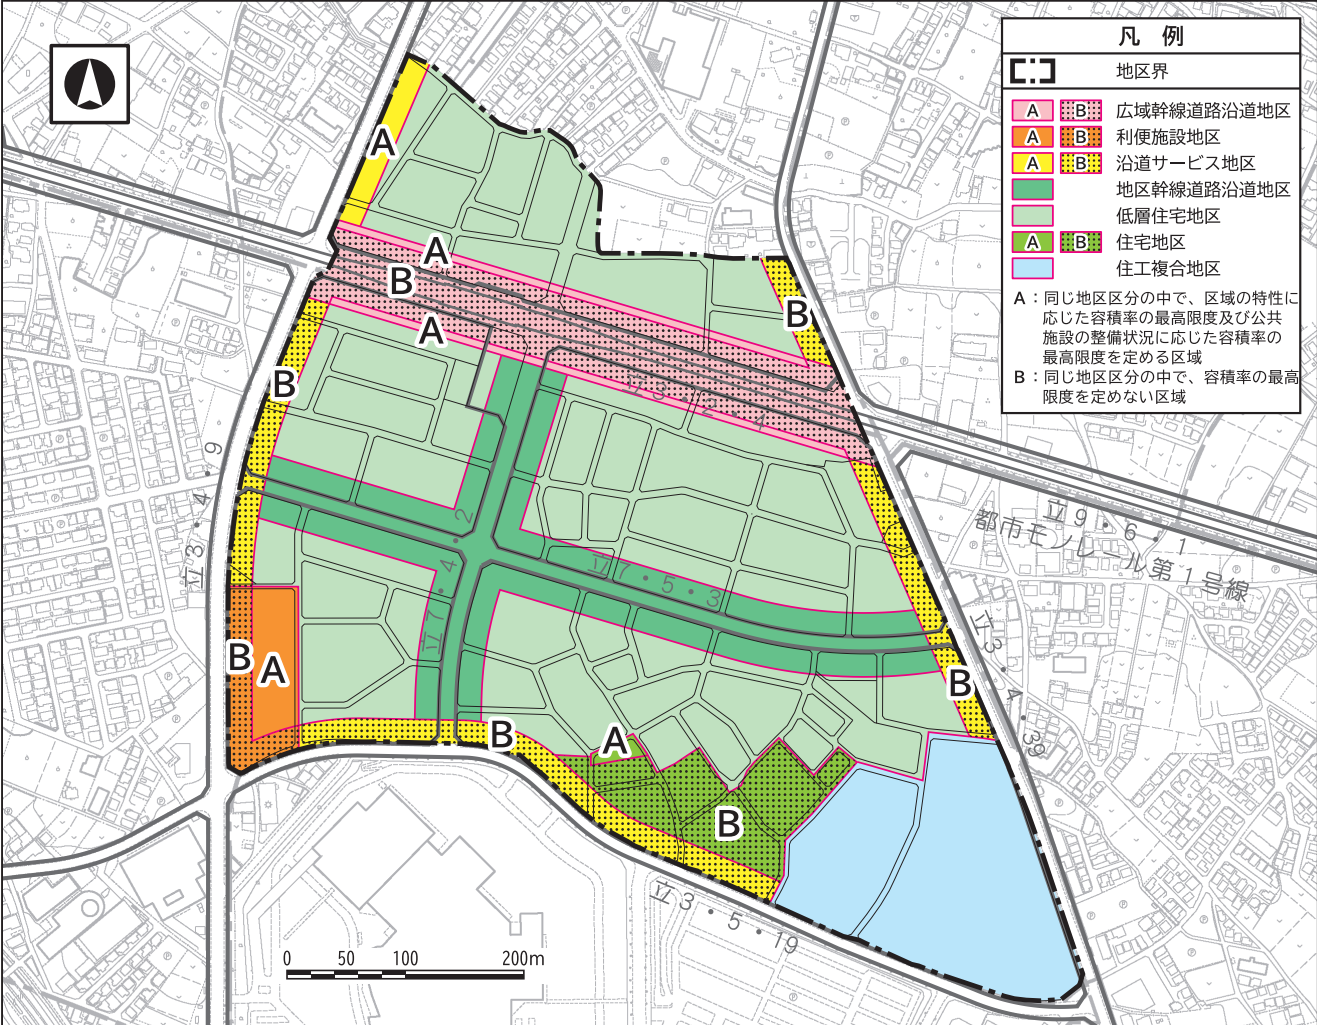 凡 例
地区界
A B 広域幹線道路沿道地区
A B 利便施設地区
A B 沿道サービス地区
地区幹線道路沿道地区
低層住宅地区
A B 住宅地区
住工複合地区
A：同じ地区区分の中で、区域の特性に
応じた容積率の最高限度及び公共
施設の整備状況に応じた容積率の
最高限度を定める区域
B：同じ地区区分の中で、容積率の最高
限度を定めない区域
A
A
B
A
B
B
立3・2・4
立3・4・9
立7・4・2
立7・5・3
立9・6・1
都市モノレール第1号線
立3・4・39
B
A
B
B
A
B
立3・5・19
0 50 100 200m